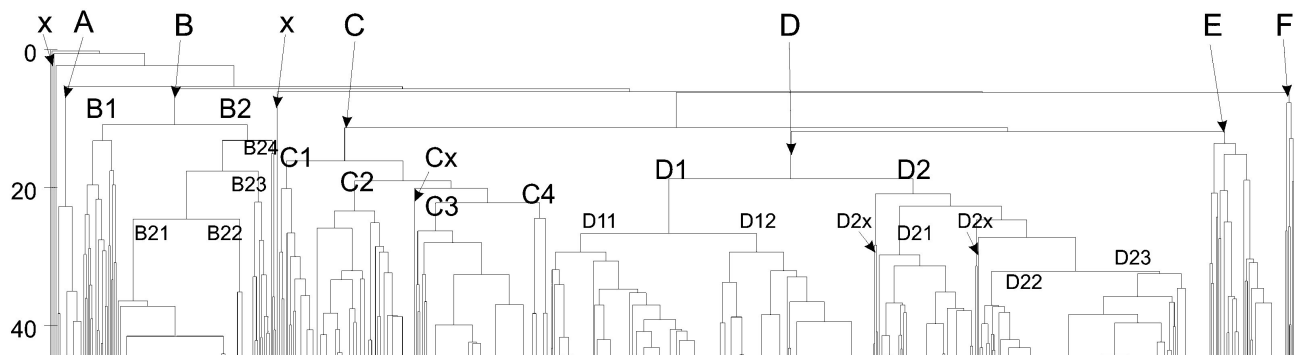 x A B x C D E F
0
B1 B2
B24
C1 Cx
D1 D2
20
B23 C2
C3 C4
D11 D12 D2x D2x
B21 B22 D21
D23
D22
40